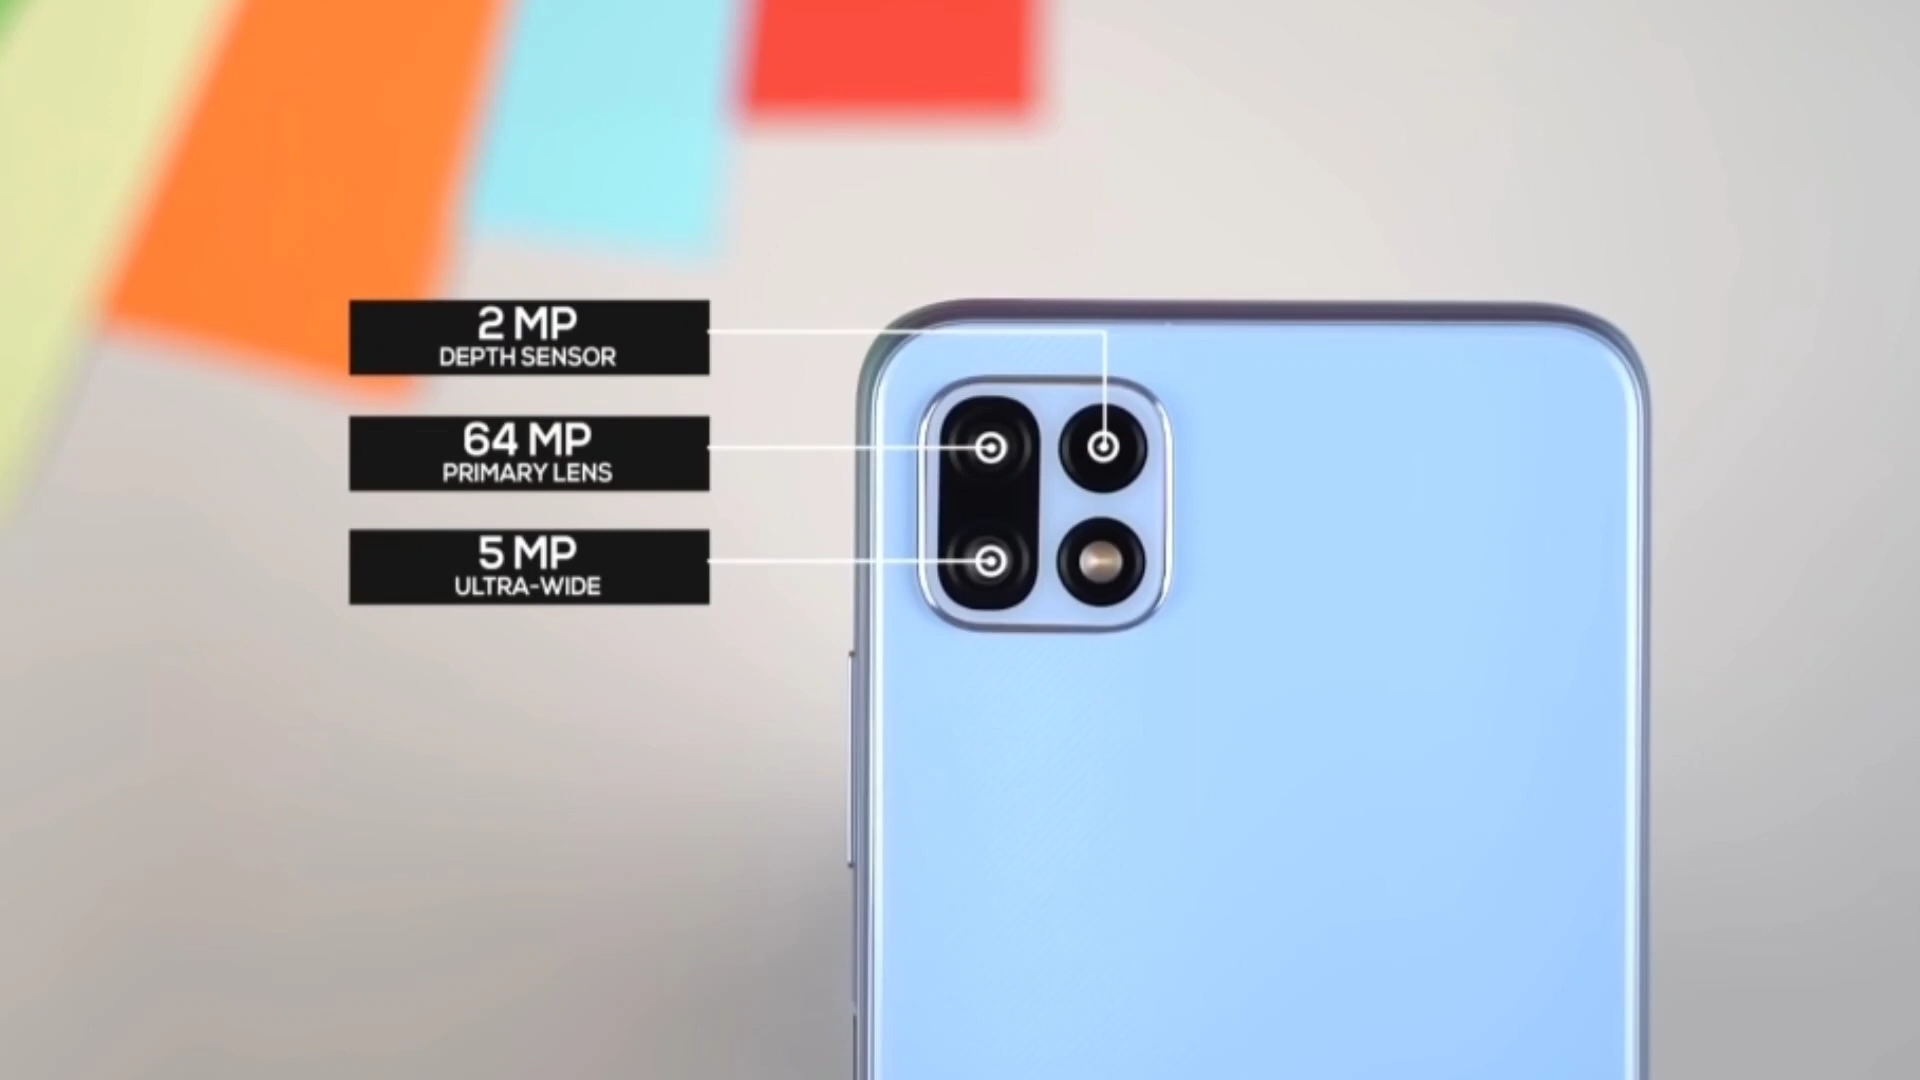 2 MP
DEPTH SENSOR
64 MP
PRIMARY LENS
5 MP
ULTRA-WIDE